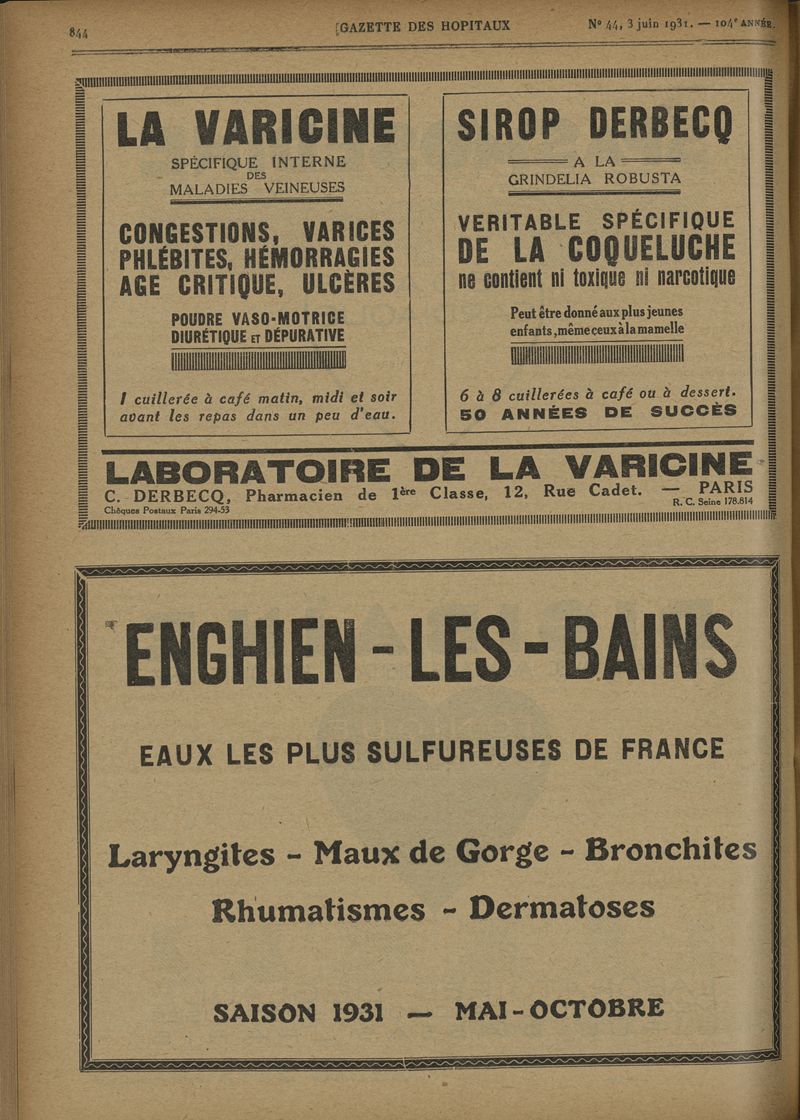 844
GAZETTE DES HOPITAUX
N° 44, 3 juin 1931. — 104e ANNÉE.
LA VARICINE
SPÉCIFIQUE INTERNE
DES
MALADIES VEINEUSES
CONGESTIONS, VARICES
PHLÉBITES, HÉMORRAGIES
AGE CRITIQUE, ULCÈRES
POUDRE VASO-MOTRICE
DIURÉTIQUE ET DÉPURATIVE
1 cuillerée à café matin, midi et soir
avant les repas dans un peu d'eau.
SIROP DERBECQ
A LA
GRINDELIA ROBUSTA
VERITABLE SPÉCIFIQUE
DE LA COQUELUCHE
ne contient ni toxique ni narcotique
Peut être donné aux plus jeunes
enfants, même ceux à la mamelle
6 à 8 cuillerées à café ou à dessert.
50 ANNÉES DE SUCCÈS
LABORATOIRE DE LA VARICINE
C. DERBECQ, Pharmacien de 1ère Classe, 12, Rue Cadet. — PARIS
Chèques Postaux Paris 294-53
R. C. Seine 178.814
ENGHIEN-LES-BAINS
EAUX LES PLUS SULFUREUSES DE FRANCE
Laryngites - Maux de Gorge - Bronchites
Rhumatismes - Dermatoses
SAISON 1931 — MAI-OCTOBRE